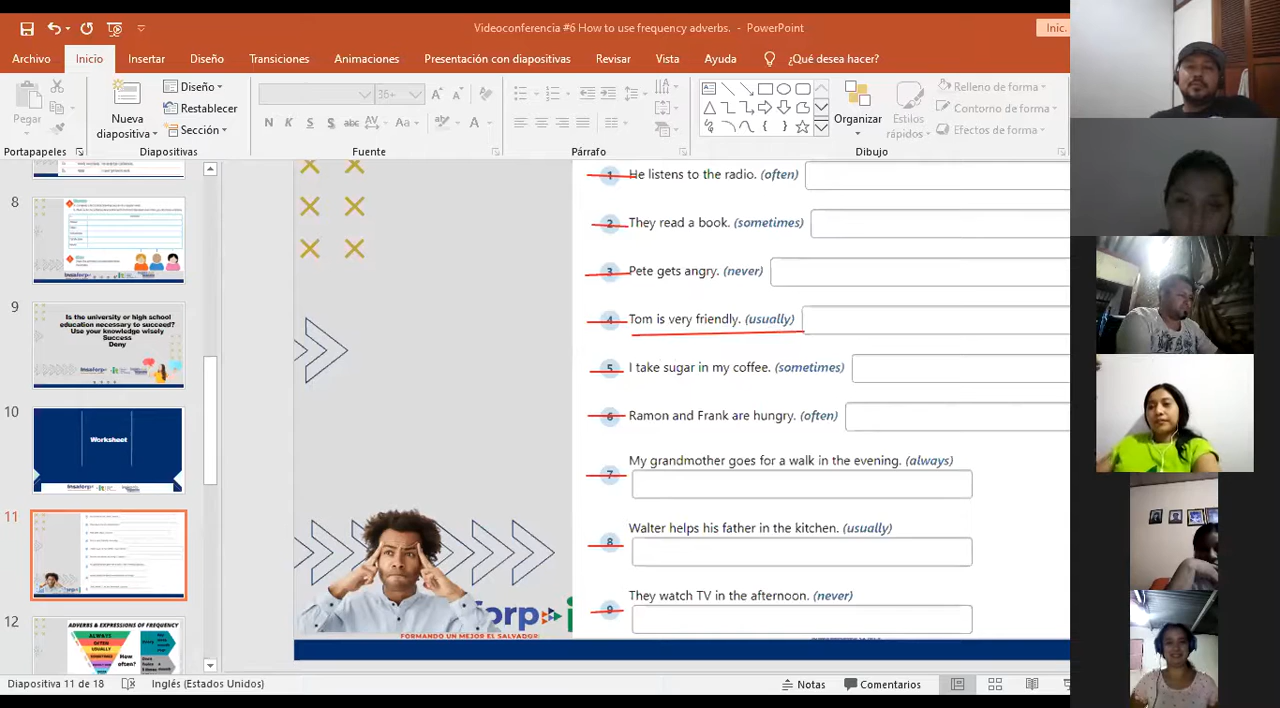 Videoconferencia #6 How to use frequency adverbs. - PowerPoint
Inic.
Archivo Inicio Insertar Diseño Transiciones Animaciones Presentación con diapositivas Revisar Vista Ayuda ¿Qué desea hacer?
Pegar
Nueva diapositiva
Diseño
Restablecer
Sección
36+
N K S S abc AV Aa A
Organizar
Estilos rápidos
Relleno de forma
Contorno de forma
Efectos de forma
Portapapeles Diapositivas Fuente Párrafo Dibujo
8
9
Is the university or high school education necessary to succeed?
Use your knowledge wisely
Success
Deny
10
Worksheet
11
12
ADVERBS & EXPRESSIONS OF FREQUENCY
ALWAYS
OFTEN
USUALLY
SOMETIMES
How often?
1 He listens to the radio. (often)
2 They read a book. (sometimes)
3 Pete gets angry. (never)
4 Tom is very friendly. (usually)
5 I take sugar in my coffee. (sometimes)
6 Ramon and Frank are hungry. (often)
7 My grandmother goes for a walk in the evening. (always)
8 Walter helps his father in the kitchen. (usually)
9 They watch TV in the afternoon. (never)
FORMANDO UN MEJOR EL SALVADOR
Diapositiva 11 de 18 Inglés (Estados Unidos) Notas Comentarios